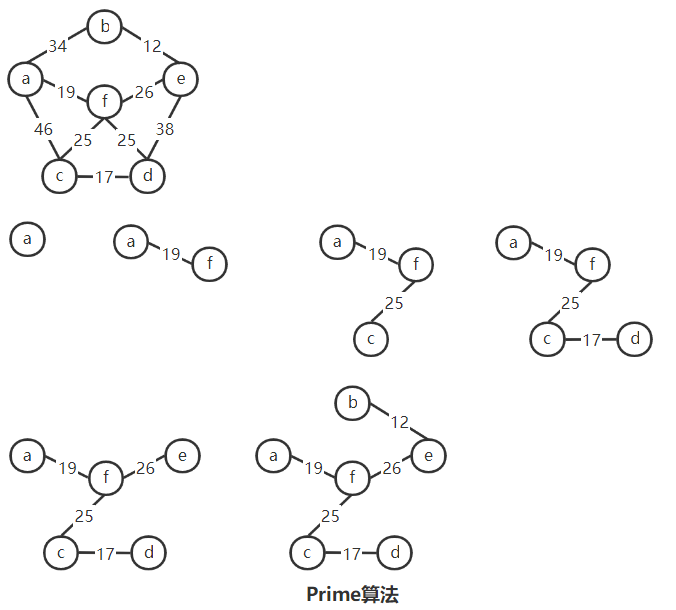 b
34 12
a e
19 f 26
46 25 25 38
c 17 d
a a 19 f a 19 f a 19 f
25 25
c c 17 d
b
12
a 19 f 26 e a 19 f 26 e
25 25
c 17 d c 17 d
Prime算法